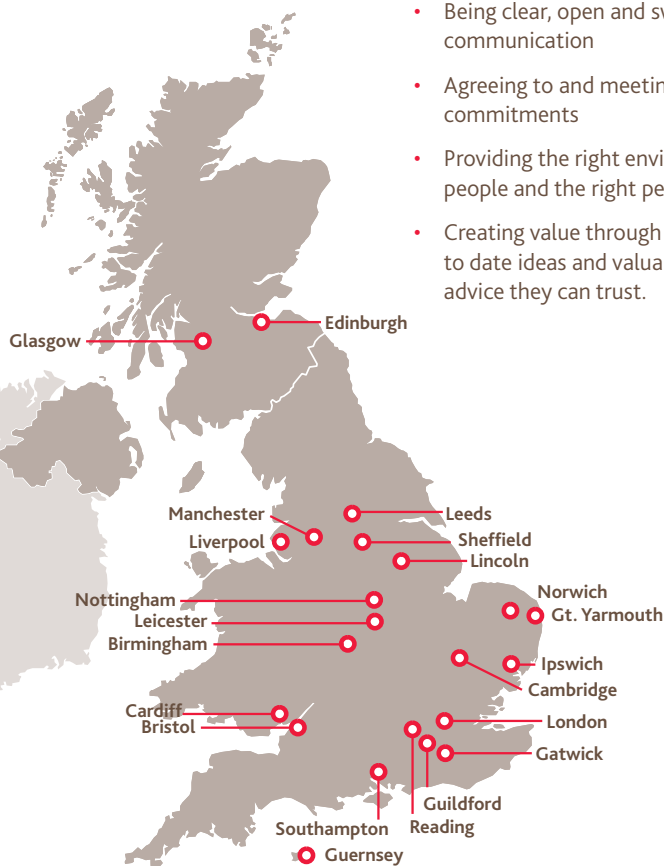 • Being clear, open and sw
communication
• Agreeing to and meeting
commitments
• Providing the right envi
people and the right pe
• Creating value through
to date ideas and valua
advice they can trust.
Edinburgh
Glasgow
Manchester
Leeds
Liverpool
Sheffield
Lincoln
Nottingham
Norwich
Leicester
Gt. Yarmouth
Birmingham
Ipswich
Cambridge
Cardiff
Bristol
London
Gatwick
Guildford
Southampton
Reading
Guernsey